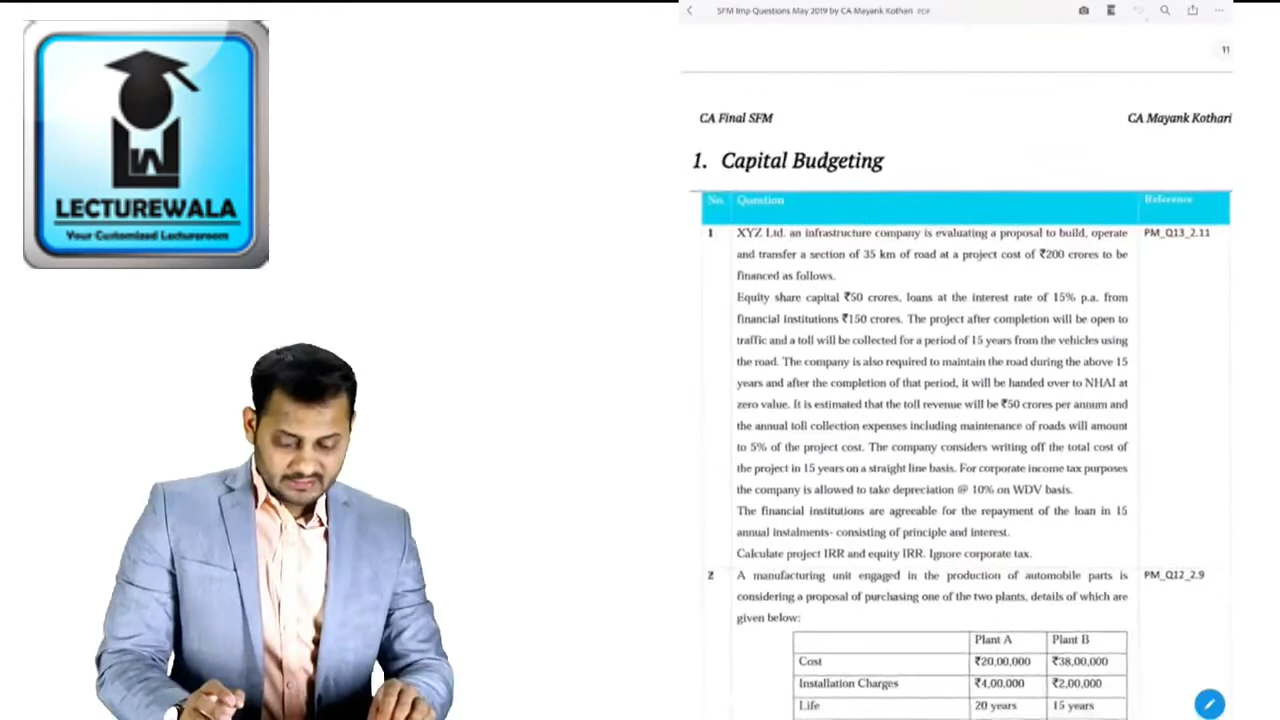 LECTUREWALA
Your Customized Lectureroom
SFM Imp Questions May 2019 by CA Mayank Kothari PDF
11
CA Final SFM
CA Mayank Kothari
1. Capital Budgeting
No. Question Reference
1 XYZ Ltd. an infrastructure company is evaluating a proposal to build, operate PM_Q13_2.11
and transfer a section of 35 km of road at a project cost of ₹200 crores to be
financed as follows.
Equity share capital ₹50 crores, loans at the interest rate of 15% p.a. from
financial institutions ₹150 crores. The project after completion will be open to
traffic and a toll will be collected for a period of 15 years from the vehicles using
the road. The company is also required to maintain the road during the above 15
years and after the completion of that period, it will be handed over to NHAI at
zero value. It is estimated that the toll revenue will be ₹50 crores per annum and
the annual toll collection expenses including maintenance of roads will amount
to 5% of the project cost. The company considers writing off the total cost of
the project in 15 years on a straight line basis. For corporate income tax purposes
the company is allowed to take depreciation @ 10% on WDV basis.
The financial institutions are agreeable for the repayment of the loan in 15
annual instalments- consisting of principle and interest.
Calculate project IRR and equity IRR. Ignore corporate tax.
2 A manufacturing unit engaged in the production of automobile parts is PM_Q12_2.9
considering a proposal of purchasing one of the two plants, details of which are
given below:
Plant A Plant B
Cost ₹20,00,000 ₹38,00,000
Installation Charges ₹4,00,000 ₹2,00,000
Life 20 years 15 years